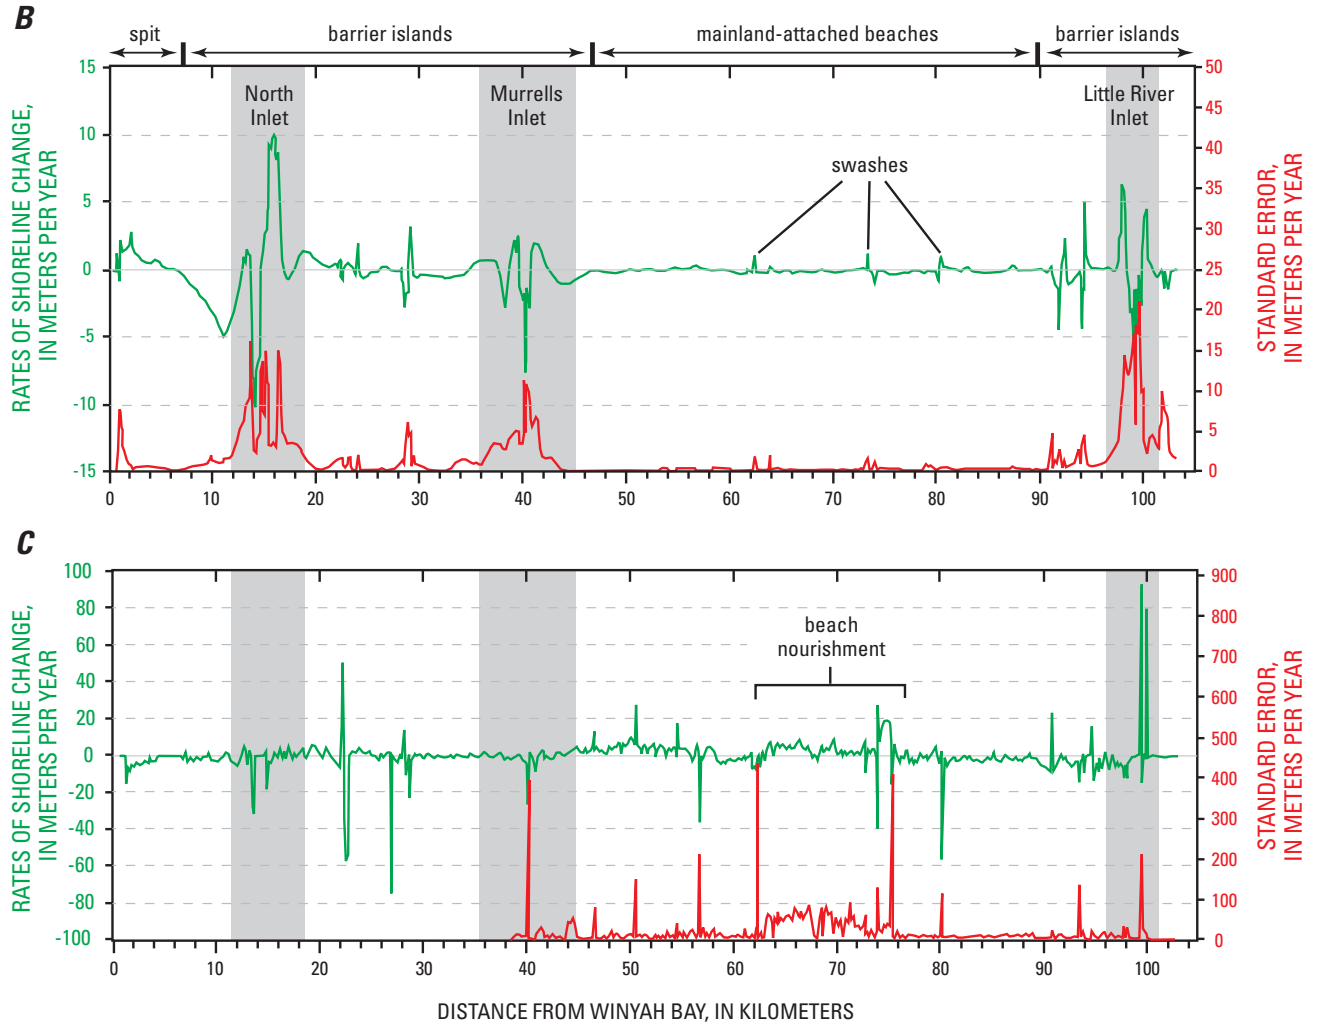 B
spit
barrier islands
mainland-attached beaches
barrier islands
RATES OF SHORELINE CHANGE,
IN METERS PER YEAR
15
10
5
0
-5
-10
-15
North
Inlet
Murrells
Inlet
swashes
Little River
Inlet
50
45
40
35
30
25
20
15
10
5
0
STANDARD ERROR,
IN METERS PER YEAR
0 10 20 30 40 50 60 70 80 90 100
C
RATES OF SHORELINE CHANGE,
IN METERS PER YEAR
100
80
60
40
20
0
-20
-40
-60
-80
-100
beach
nourishment
900
800
700
600
500
400
300
200
100
0
STANDARD ERROR,
IN METERS PER YEAR
0 10 20 30 40 50 60 70 80 90 100
DISTANCE FROM WINYAH BAY, IN KILOMETERS